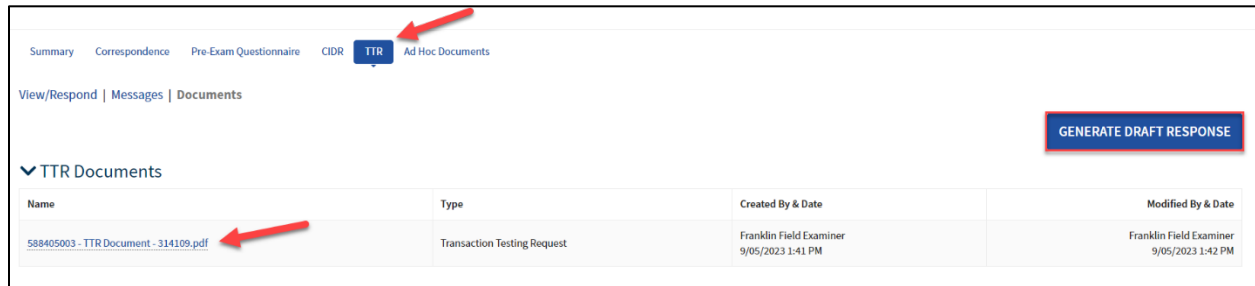 Summary Correspondence Pre-Exam Questionnaire CIDR TTR Ad Hoc Documents
View/Respond | Messages | Documents
GENERATE DRAFT RESPONSE
TTR Documents
Name Type Created By & Date Modified By & Date
588405003 - TTR Document - 314109.pdf Transaction Testing Request Franklin Field Examiner Franklin Field Examiner
9/05/2023 1:41 PM 9/05/2023 1:42 PM